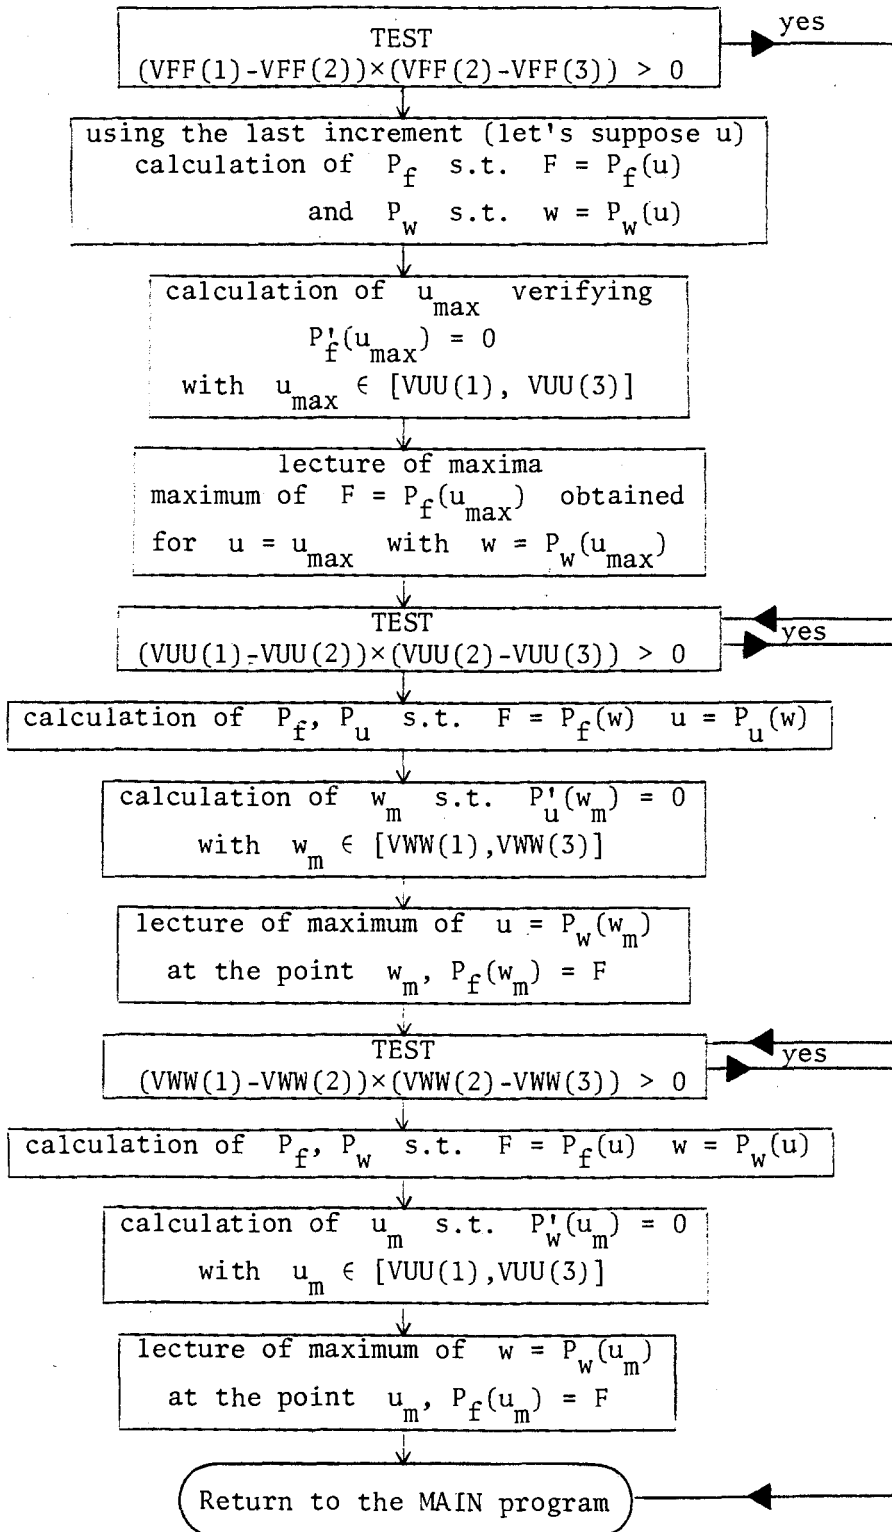 TEST
yes
(VFF(1)-VFF(2))×(VFF(2)-VFF(3)) > 0
using the last increment (let's suppose u)
calculation of P_f s.t. F = P_f(u)
and P_w s.t. w = P_w(u)
calculation of u_max verifying
P'_f(u_max) = 0
with u_max ∈ [VUU(1), VUU(3)]
lecture of maxima
maximum of F = P_f(u_max) obtained
for u = u_max with w = P_w(u_max)
TEST
yes
(VUU(1)-VUU(2))×(VUU(2)-VUU(3)) > 0
calculation of P_f, P_u s.t. F = P_f(w) u = P_u(w)
calculation of w_m s.t. P'_u(w_m) = 0
with w_m ∈ [VWW(1),VWW(3)]
lecture of maximum of u = P_w(w_m)
at the point w_m, P_f(w_m) = F
TEST
yes
(VWW(1)-VWW(2))×(VWW(2)-VWW(3)) > 0
calculation of P_f, P_w s.t. F = P_f(u) w = P_w(u)
calculation of u_m s.t. P'_w(u_m) = 0
with u_m ∈ [VUU(1),VUU(3)]
lecture of maximum of w = P_w(u_m)
at the point u_m, P_f(u_m) = F
Return to the MAIN program